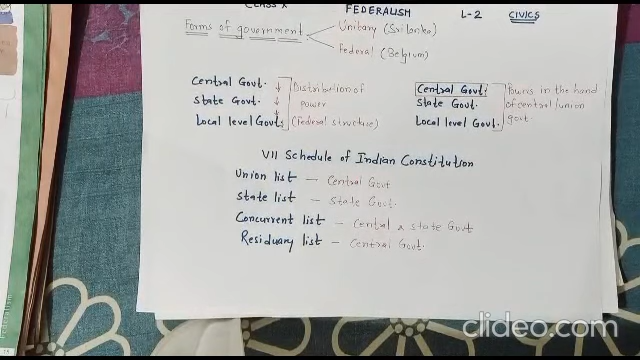 CLASS X FEDERALISM L-2 CIVICS
Forms of government
Unitary (Sri lanka)
Federal (Belgium)
Central Govt.
State Govt.
Local level Govt.
Distribution of
power
(Federal structure)
Central Govt.
State Govt.
Local level Govt.
Powers in the hand
of central/union
govt
VII Schedule of Indian Constitution
Union list — Central Govt
State list — State Govt.
Concurrent list — Central & State Govt
Residuary list — Central Govt.
clideo.com